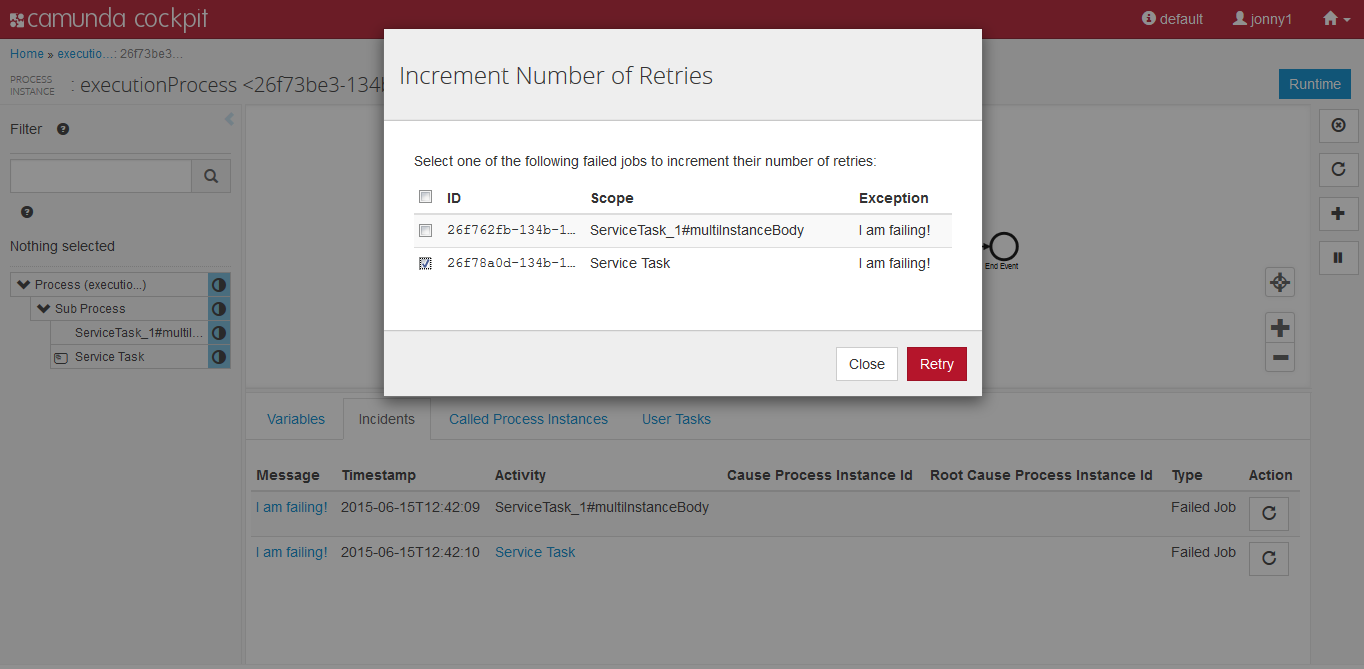 camunda cockpit
default jonny1
Home » executio...: 26f73be3...
PROCESS INSTANCE : executionProcess <26f73be3-134b
Runtime
Increment Number of Retries
Filter
Select one of the following failed jobs to increment their number of retries:
ID Scope Exception
26f762fb-134b-1... ServiceTask_1#multiInstanceBody I am failing!
26f78a0d-134b-1... Service Task I am failing!
Nothing selected
Process (executio...)
Sub Process
ServiceTask_1#multiI...
Service Task
End Event
Close Retry
Variables Incidents Called Process Instances User Tasks
Message Timestamp Activity Cause Process Instance Id Root Cause Process Instance Id Type Action
I am failing! 2015-06-15T12:42:09 ServiceTask_1#multiInstanceBody Failed Job
I am failing! 2015-06-15T12:42:10 Service Task Failed Job